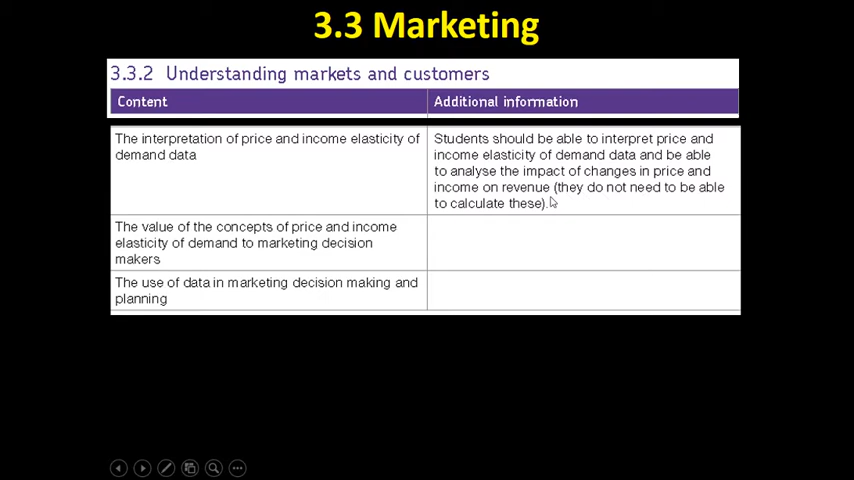 3.3 Marketing
3.3.2 Understanding markets and customers
Content
Additional information
The interpretation of price and income elasticity of
demand data
Students should be able to interpret price and
income elasticity of demand data and be able
to analyse the impact of changes in price and
income on revenue (they do not need to be able
to calculate these).
The value of the concepts of price and income
elasticity of demand to marketing decision
makers
The use of data in marketing decision making and
planning